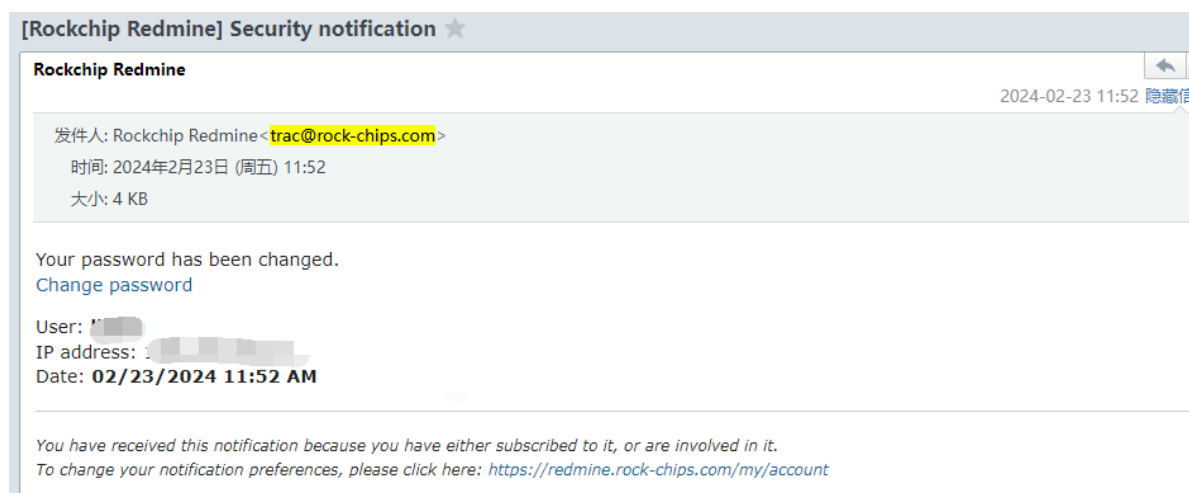 [Rockchip Redmine] Security notification
Rockchip Redmine
2024-02-23 11:52 隐藏信
发件人: Rockchip Redmine<trac@rock-chips.com>
时间: 2024年2月23日 (周五) 11:52
大小: 4 KB
Your password has been changed.
Change password
User:
IP address:
Date: 02/23/2024 11:52 AM
You have received this notification because you have either subscribed to it, or are involved in it.
To change your notification preferences, please click here: https://redmine.rock-chips.com/my/account